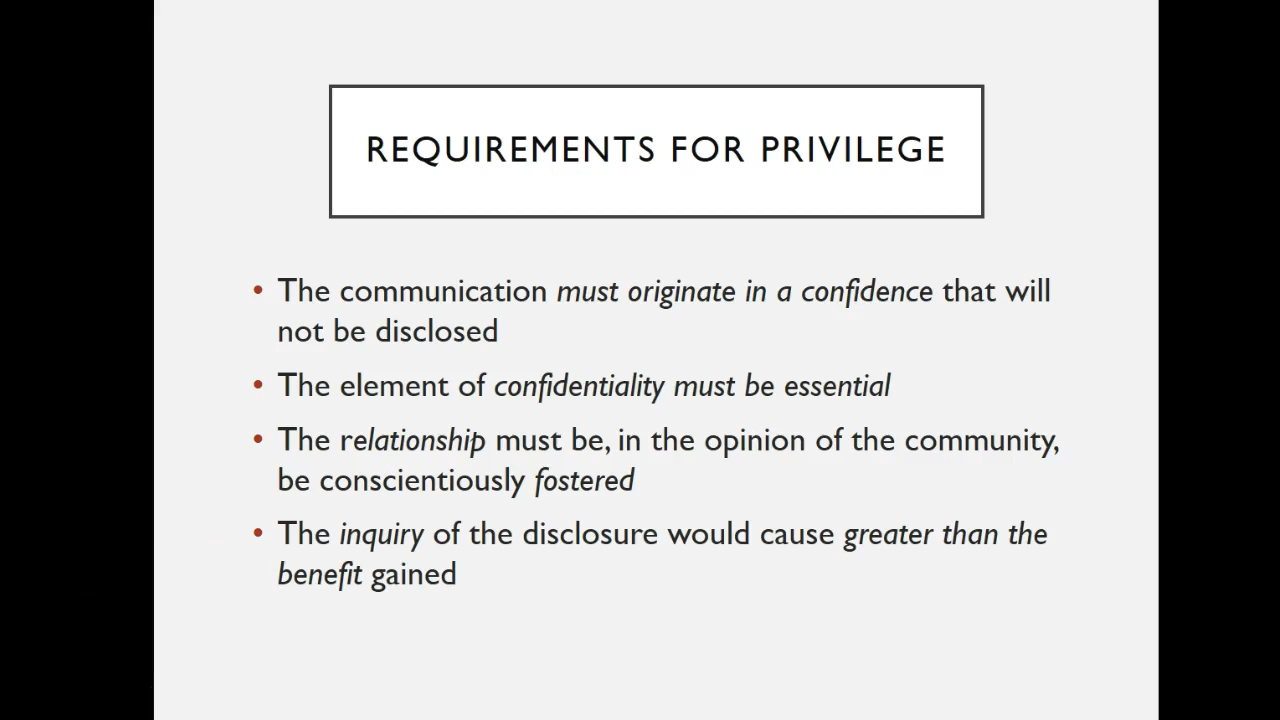 REQUIREMENTS FOR PRIVILEGE
• The communication must originate in a confidence that will
not be disclosed
• The element of confidentiality must be essential
• The relationship must be, in the opinion of the community,
be conscientiously fostered
• The inquiry of the disclosure would cause greater than the
benefit gained